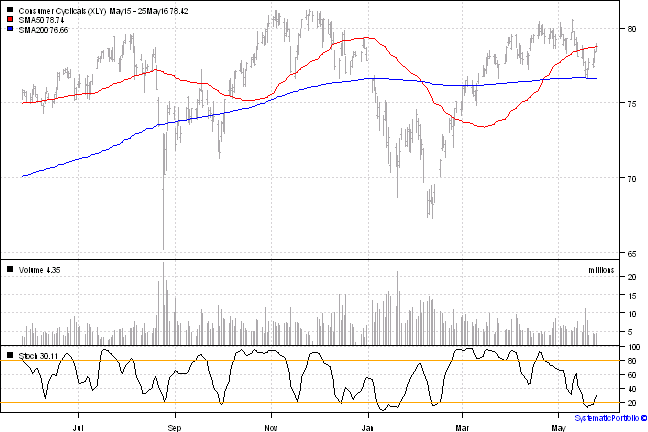 Consumer Cyclicals (XLY) May15 - 25May16 78.42
SMA50 78.74
SMA200 76.66
80
75
70
65
Volume 4.35
millions
20
15
10
5
Stoch 30.11
100
80
60
40
20
Jul
Sep
Nov
Jan
Mar
May
SystematicPortfolio ©